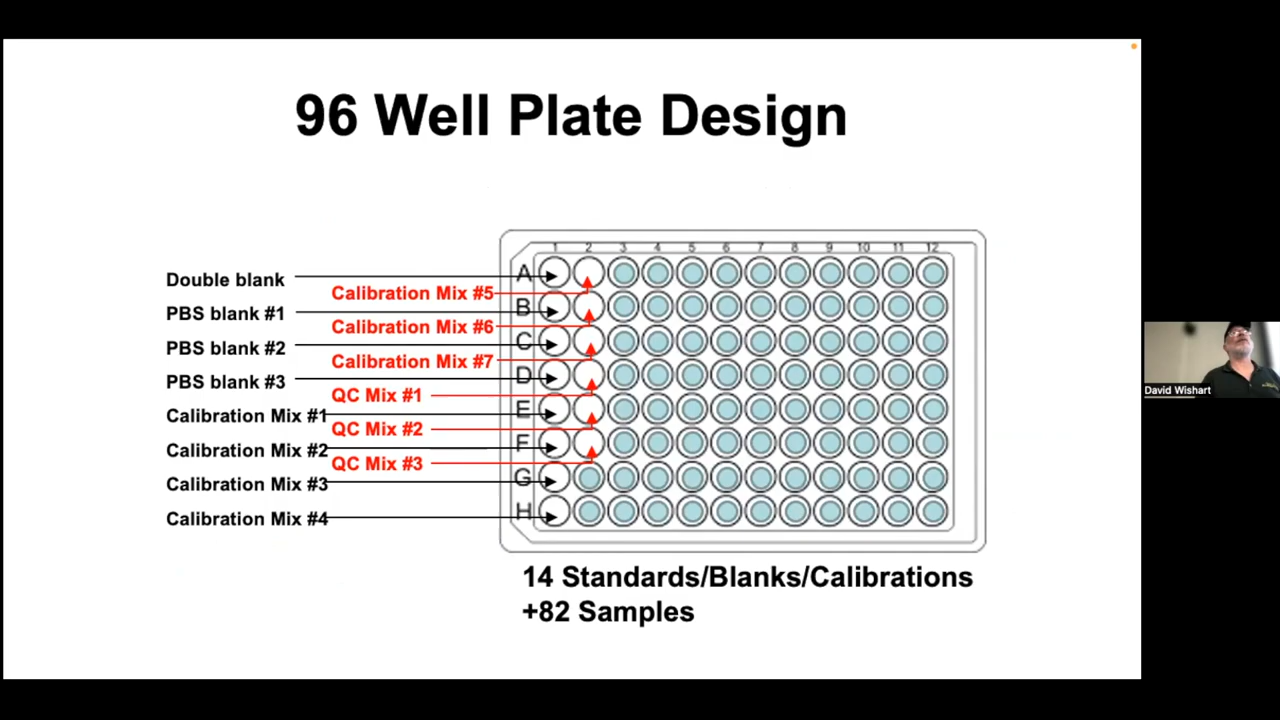 96 Well Plate Design
1 2 3 4 5 6 7 8 9 10 11 12
Double blank
A
Calibration Mix #5
PBS blank #1
B
Calibration Mix #6
PBS blank #2
C
Calibration Mix #7
PBS blank #3
D
QC Mix #1
Calibration Mix #1
E
QC Mix #2
Calibration Mix #2
F
QC Mix #3
Calibration Mix #3
G
Calibration Mix #4
H
14 Standards/Blanks/Calibrations
+82 Samples
David Wishart